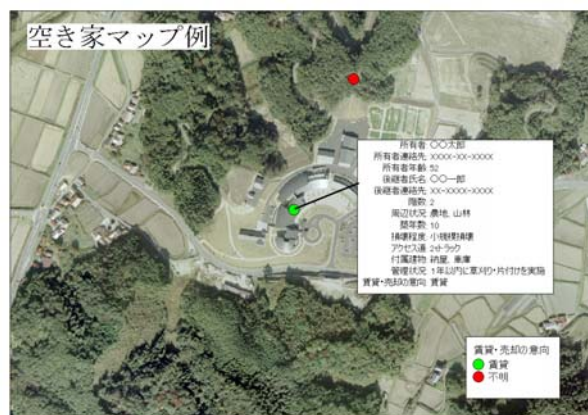 空き家マップ例
所有者 〇〇太郎
所有者連絡先 xxxx-xx-xxxx
所有者年齢 52
後継者氏名 〇〇一郎
後継者連絡先 xx-xxxx-xxxx
階数 2
周辺状況 農地, 山林
築年数 10
損壊程度 小規模損壊
アクセス道 2tトラック
付属建物 納屋, 車庫
管理状況 1年以内に草刈り・片付けを実施
賃貸・売却の意向 賃貸
賃貸・売却の意向
賃貸
不明